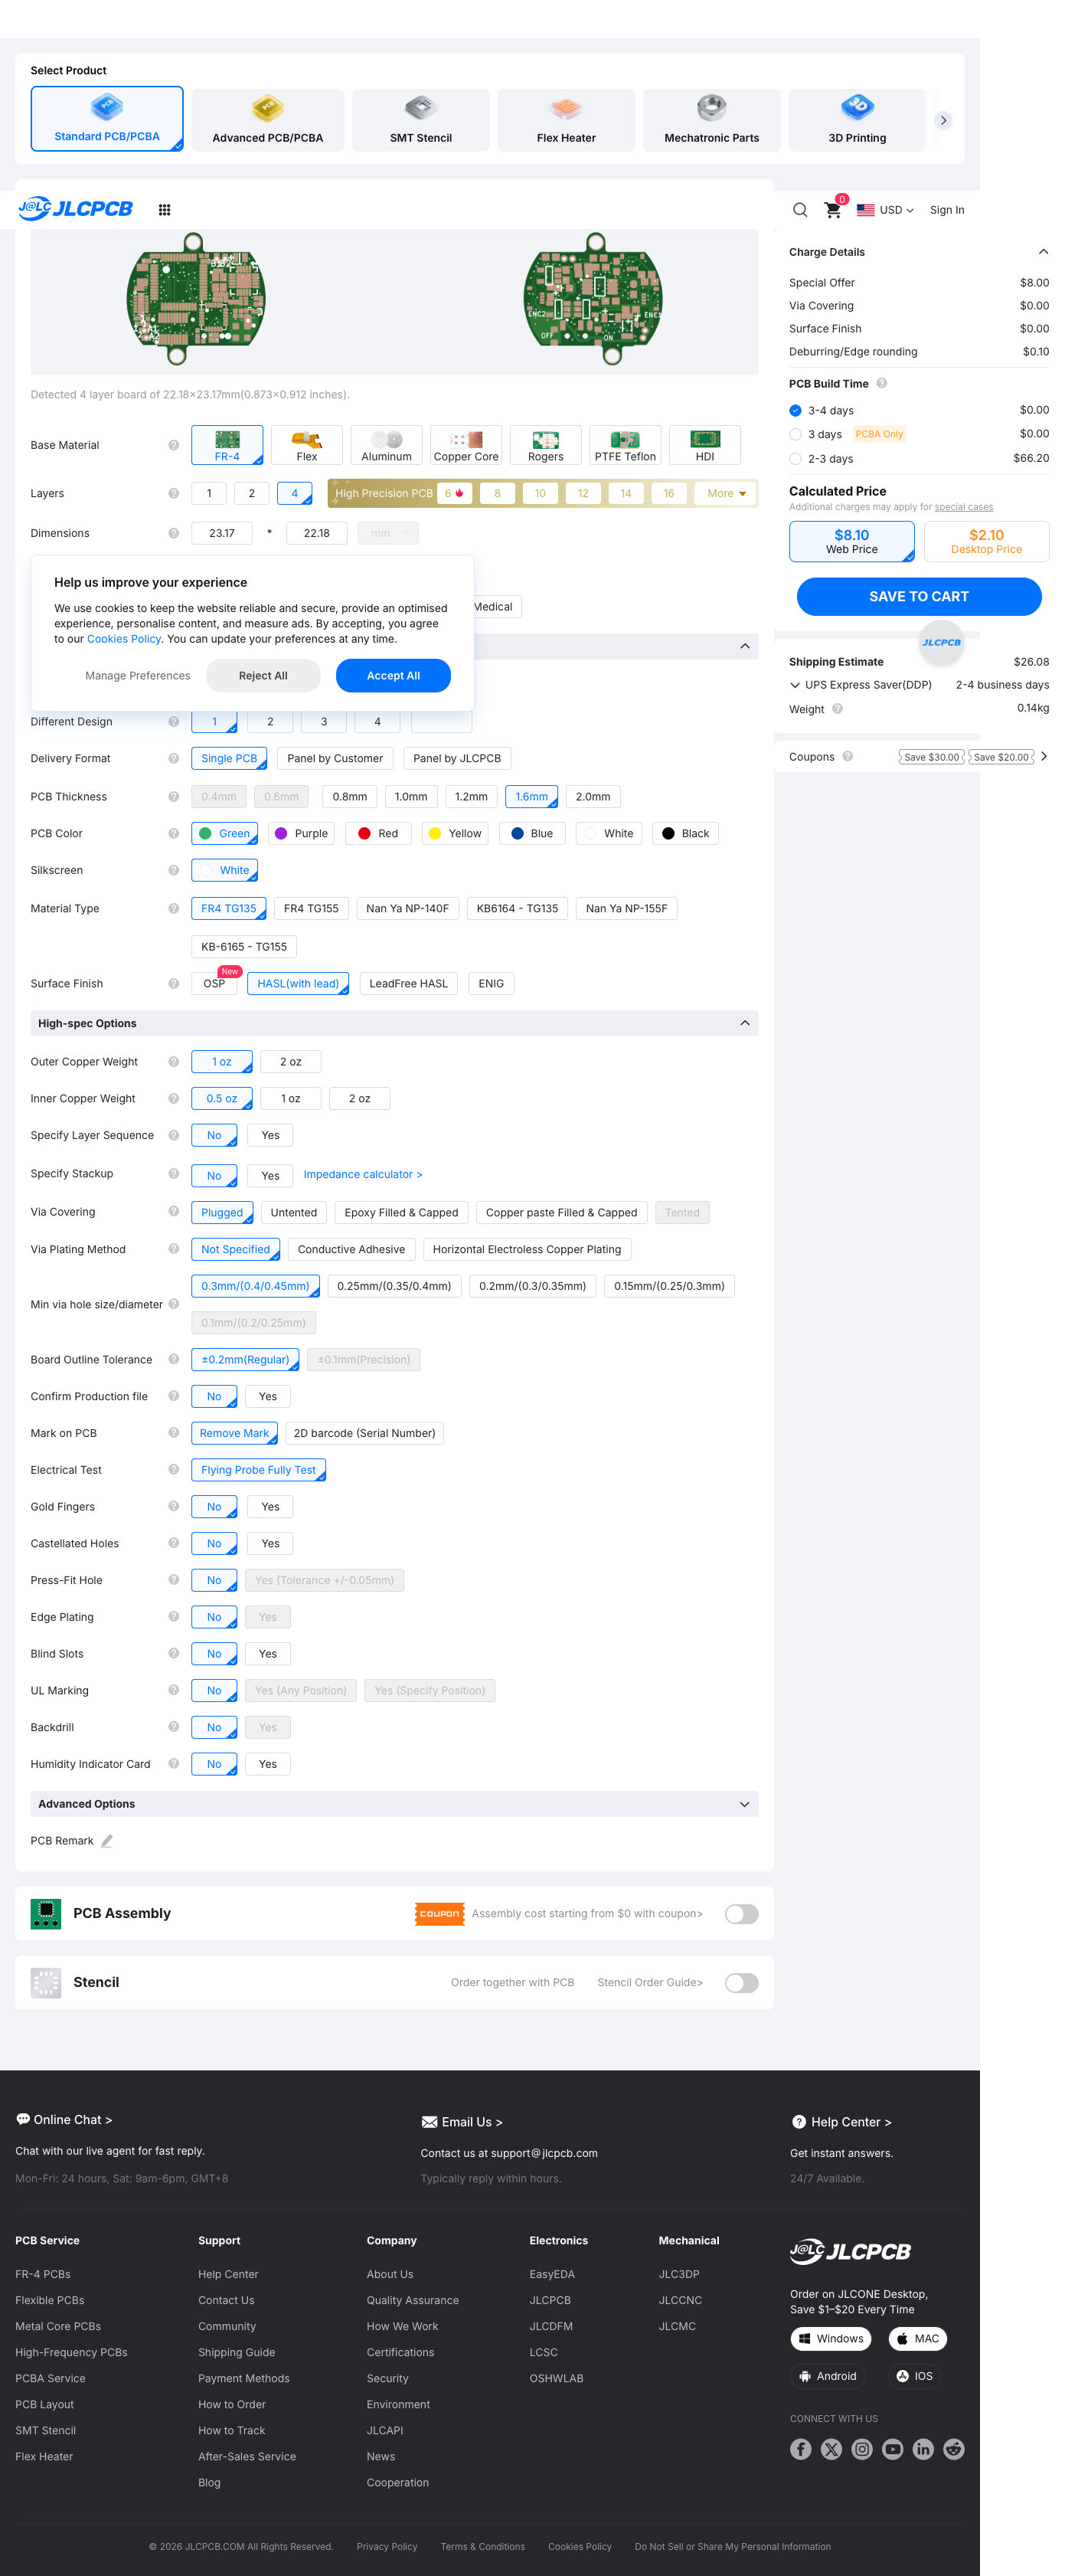 Select Product
Standard PCB/PCBA
Advanced PCB/PCBA
SMT Stencil
Flex Heater
Mechatronic Parts
3D Printing
J@LC JLCPCB
0
USD
Sign In
ENC2
ENC1
OFF
ON
Detected 4 layer board of 22.18×23.17mm(0.873×0.912 inches).
Base Material
FR-4
Flex
Aluminum
Copper Core
Rogers
PTFE Teflon
HDI
Layers
1
2
4
High Precision PCB
6
8
10
12
14
16
More
Dimensions
23.17
*
22.18
mm
Medical
Help us improve your experience
We use cookies to keep the website reliable and secure, provide an optimised
experience, personalise content, and measure ads. By accepting, you agree
to our Cookies Policy. You can update your preferences at any time.
Manage Preferences
Reject All
Accept All
Different Design
1
2
3
4
Delivery Format
Single PCB
Panel by Customer
Panel by JLCPCB
PCB Thickness
0.4mm
0.6mm
0.8mm
1.0mm
1.2mm
1.6mm
2.0mm
PCB Color
Green
Purple
Red
Yellow
Blue
White
Black
Silkscreen
White
Material Type
FR4 TG135
FR4 TG155
Nan Ya NP-140F
KB6164 - TG135
Nan Ya NP-155F
KB-6165 - TG155
Surface Finish
OSP
New
HASL(with lead)
LeadFree HASL
ENIG
High-spec Options
Outer Copper Weight
1 oz
2 oz
Inner Copper Weight
0.5 oz
1 oz
2 oz
Specify Layer Sequence
No
Yes
Specify Stackup
No
Yes
Impedance calculator >
Via Covering
Plugged
Untented
Epoxy Filled & Capped
Copper paste Filled & Capped
Tented
Via Plating Method
Not Specified
Conductive Adhesive
Horizontal Electroless Copper Plating
Min via hole size/diameter
0.3mm/(0.4/0.45mm)
0.25mm/(0.35/0.4mm)
0.2mm/(0.3/0.35mm)
0.15mm/(0.25/0.3mm)
0.1mm/(0.2/0.25mm)
Board Outline Tolerance
±0.2mm(Regular)
±0.1mm(Precision)
Confirm Production file
No
Yes
Mark on PCB
Remove Mark
2D barcode (Serial Number)
Electrical Test
Flying Probe Fully Test
Gold Fingers
No
Yes
Castellated Holes
No
Yes
Press-Fit Hole
No
Yes (Tolerance +/-0.05mm)
Edge Plating
No
Yes
Blind Slots
No
Yes
UL Marking
No
Yes (Any Position)
Yes (Specify Position)
Backdrill
No
Yes
Humidity Indicator Card
No
Yes
Advanced Options
PCB Remark
PCB Assembly
COUPON
Assembly cost starting from $0 with coupon>
Stencil
Order together with PCB
Stencil Order Guide>
Charge Details
Special Offer
$8.00
Via Covering
$0.00
Surface Finish
$0.00
Deburring/Edge rounding
$0.10
PCB Build Time
3-4 days
$0.00
3 days
PCBA Only
$0.00
2-3 days
$66.20
Calculated Price
Additional charges may apply for special cases
$8.10
Web Price
$2.10
Desktop Price
SAVE TO CART
JLCPCB
Shipping Estimate
$26.08
UPS Express Saver(DDP)
2-4 business days
Weight
0.14kg
Coupons
Save $30.00
Save $20.00
Online Chat >
Chat with our live agent for fast reply.
Mon-Fri: 24 hours, Sat: 9am-6pm, GMT+8
Email Us >
Contact us at support@jlcpcb.com
Typically reply within hours.
Help Center >
Get instant answers.
24/7 Available.
PCB Service
FR-4 PCBs
Flexible PCBs
Metal Core PCBs
High-Frequency PCBs
PCBA Service
PCB Layout
SMT Stencil
Flex Heater
Support
Help Center
Contact Us
Community
Shipping Guide
Payment Methods
How to Order
How to Track
After-Sales Service
Blog
Company
About Us
Quality Assurance
How We Work
Certifications
Security
Environment
JLCAPI
News
Cooperation
Electronics
EasyEDA
JLCPCB
JLCDFM
LCSC
OSHWLAB
Mechanical
JLC3DP
JLCCNC
JLCMC
J@LC JLCPCB
Order on JLCONE Desktop,
Save $1–$20 Every Time
Windows
MAC
Android
IOS
CONNECT WITH US
© 2026 JLCPCB.COM All Rights Reserved.
Privacy Policy
Terms & Conditions
Cookies Policy
Do Not Sell or Share My Personal Information